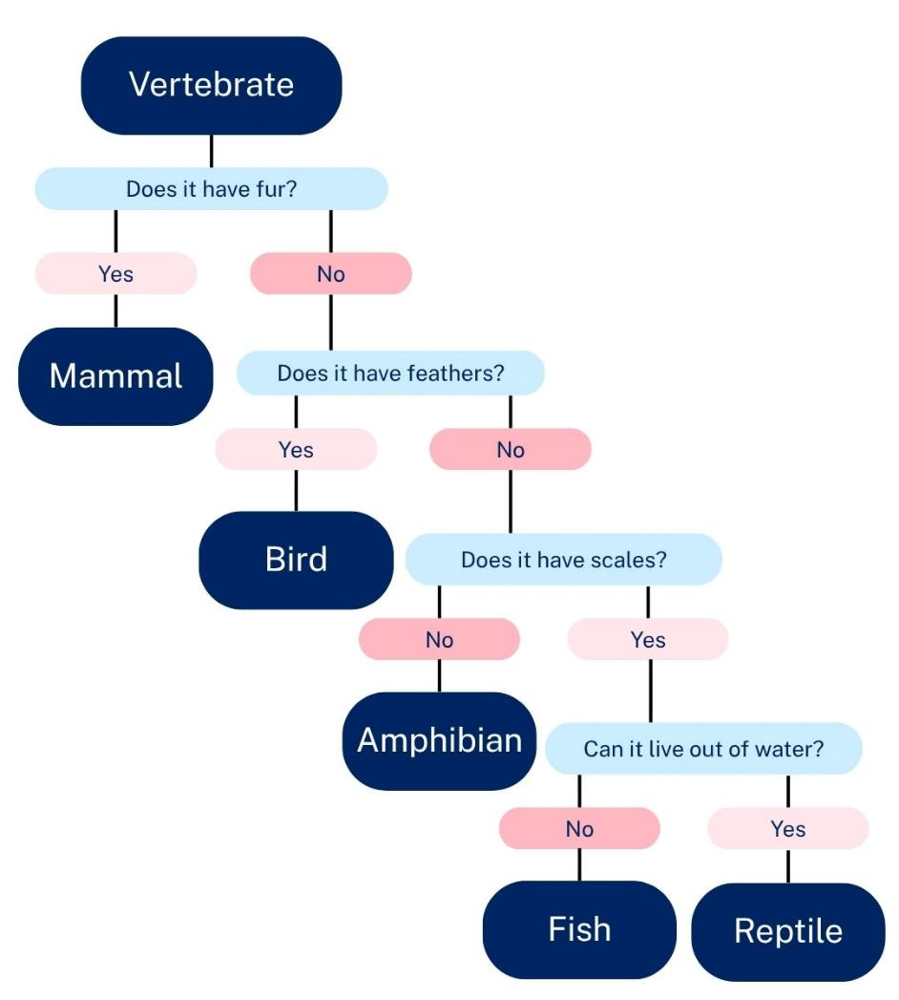 Vertebrate
Does it have fur?
Yes
No
Mammal
Does it have feathers?
Yes
No
Bird
Does it have scales?
No
Yes
Amphibian
Can it live out of water?
No
Yes
Fish
Reptile